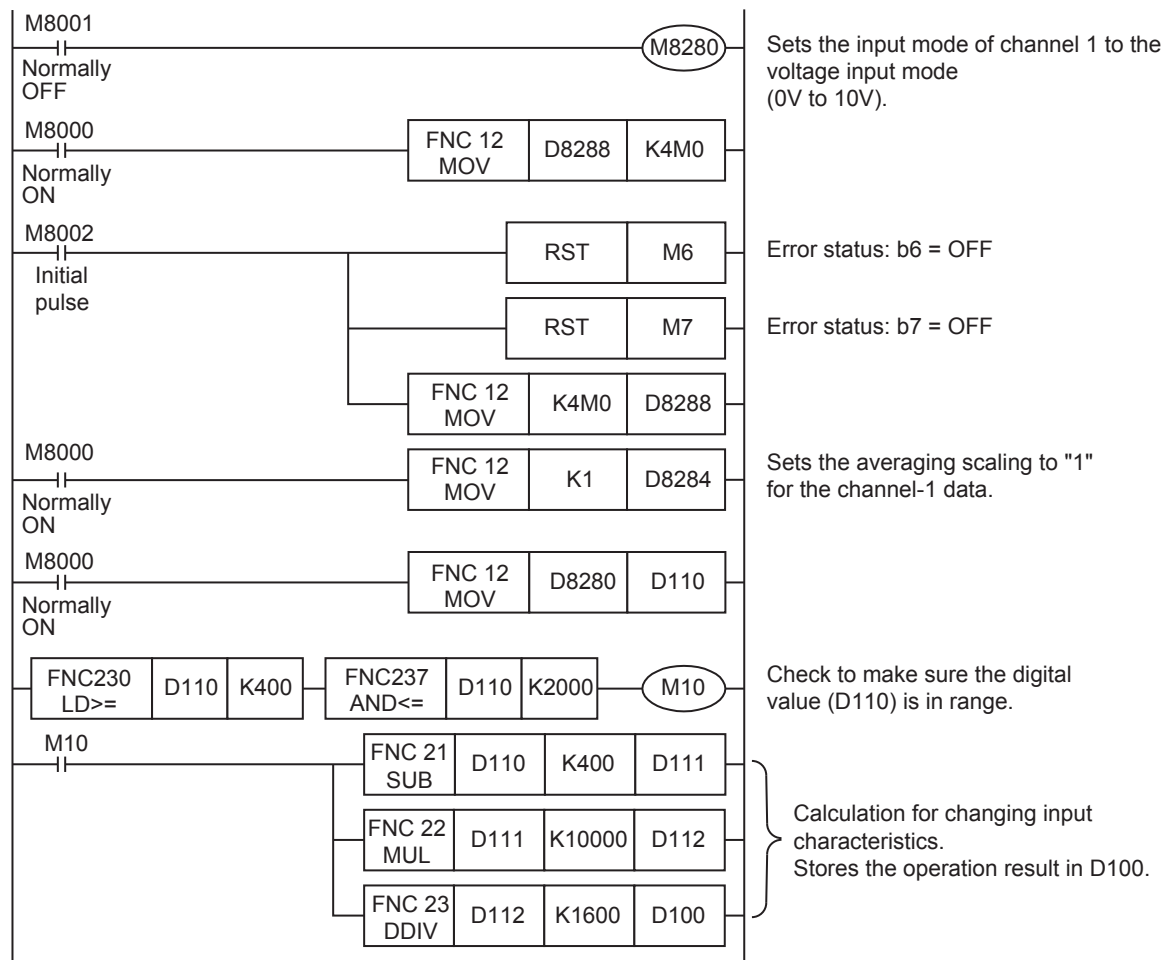 M8001
Normally
OFF
M8280
Sets the input mode of channel 1 to the
voltage input mode
(0V to 10V).
M8000
Normally
ON
FNC 12
MOV
D8288
K4M0
M8002
Initial
pulse
RST
M6
Error status: b6 = OFF
RST
M7
Error status: b7 = OFF
FNC 12
MOV
K4M0
D8288
M8000
Normally
ON
FNC 12
MOV
K1
D8284
Sets the averaging scaling to "1"
for the channel-1 data.
M8000
Normally
ON
FNC 12
MOV
D8280
D110
FNC230
LD>=
D110
K400
FNC237
AND<=
D110
K2000
M10
Check to make sure the digital
value (D110) is in range.
M10
FNC 21
SUB
D110
K400
D111
FNC 22
MUL
D111
K10000
D112
FNC 23
DDIV
D112
K1600
D100
Calculation for changing input
characteristics.
Stores the operation result in D100.